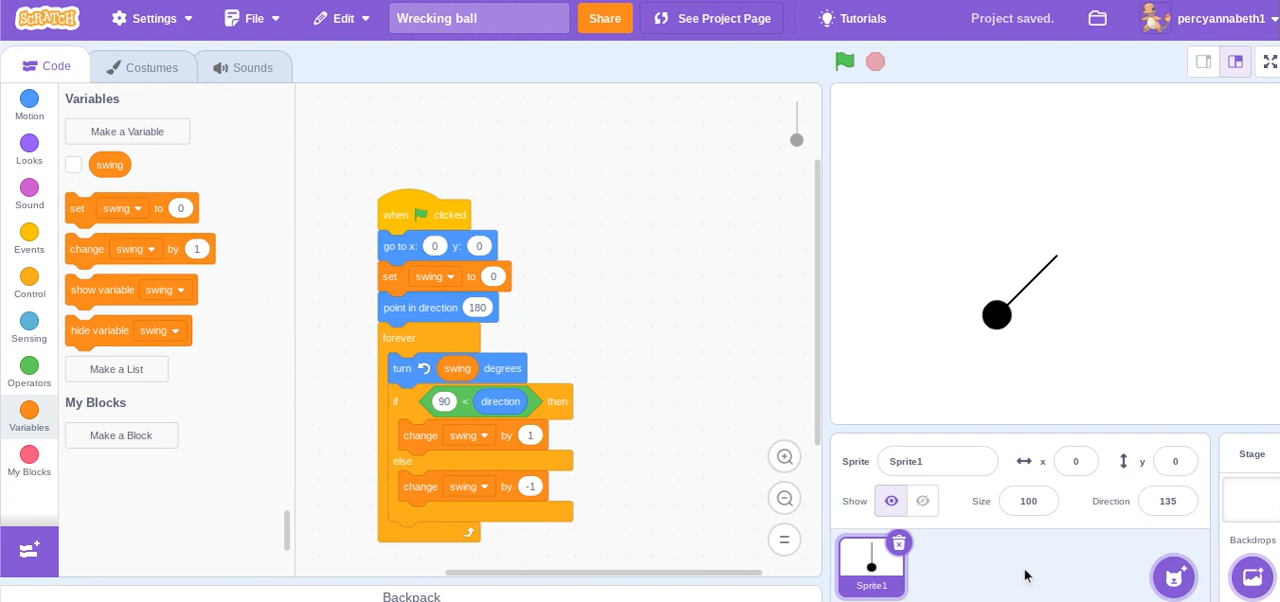 SCRATCH Settings File Edit Wrecking ball Share See Project Page Tutorials Project saved. percyannabeth1
Code Costumes Sounds
Motion
Looks
Sound
Events
Control
Sensing
Operators
Variables
My Blocks
Variables
Make a Variable
swing
set swing to 0
change swing by 1
show variable swing
hide variable swing
Make a List
My Blocks
Make a Block
when clicked
go to x: 0 y: 0
set swing to 0
point in direction 180
forever
turn swing degrees
if 90 < direction then
change swing by 1
else
change swing by -1
Sprite Sprite1 x 0 y 0
Show Size 100 Direction 135
Sprite1
Stage
Backdrops
Backpack